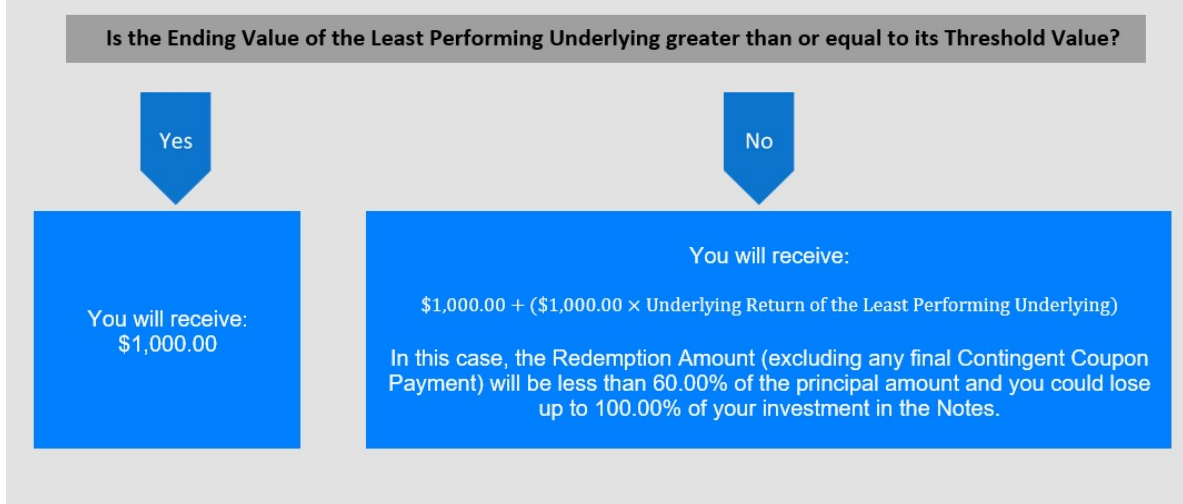 Is the Ending Value of the Least Performing Underlying greater than or equal to its Threshold Value?
Yes
No
You will receive:
$1,000.00
You will receive:
$1,000.00 + ($1,000.00 × Underlying Return of the Least Performing Underlying)
In this case, the Redemption Amount (excluding any final Contingent Coupon
Payment) will be less than 60.00% of the principal amount and you could lose
up to 100.00% of your investment in the Notes.